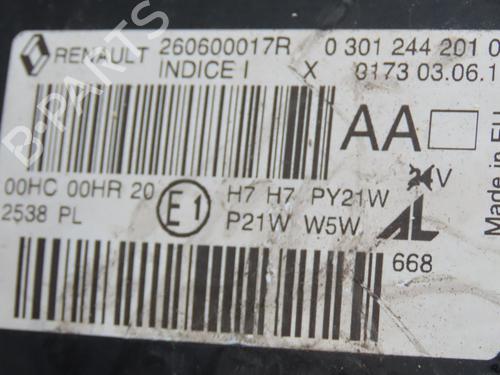 RENAULT 260600017R 0 301 244 201 0
INDICE I X 0173 03.06.1
AA
00HC 00HR 20 E1 H7 H7 PY21W 24V
2538 PL P21W W5W AL
668
Made in EU
B-PARTS